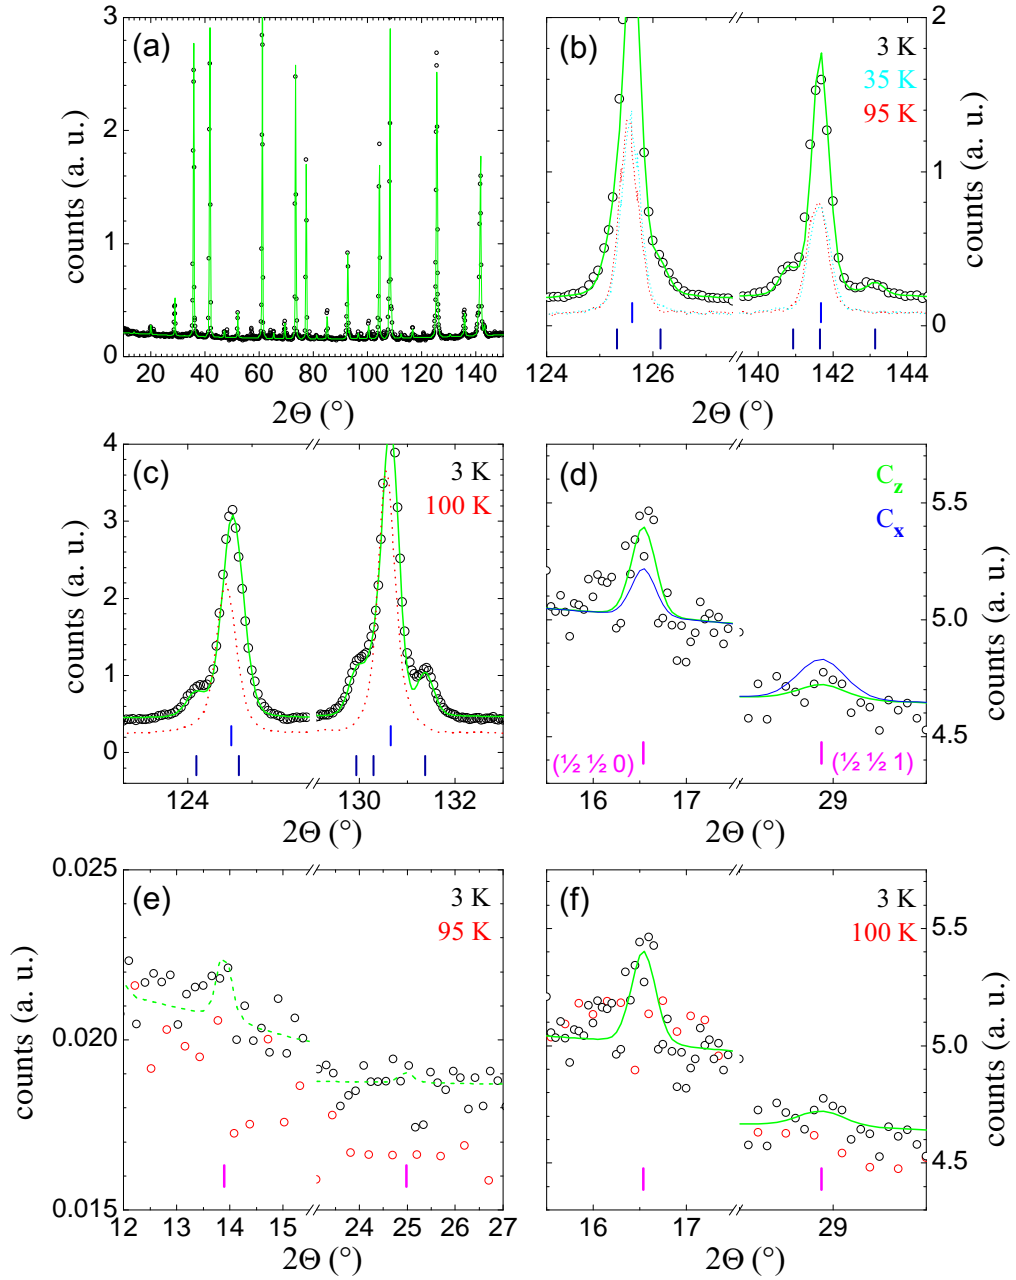 (a)
3
2
1
0
counts (a. u.)
20 40 60 80 100 120 140
2Θ (°)
(b)
3 K
35 K
95 K
2
1
0
counts (a. u.)
124 126 140 142 144
2Θ (°)
(c)
3 K
100 K
4
3
2
1
0
counts (a. u.)
124 130 132
2Θ (°)
(d)
Cz
Cx
5.5
5.0
4.5
counts (a. u.)
(½ ½ 0) (½ ½ 1)
16 17 29
2Θ (°)
(e)
3 K
95 K
0.025
0.020
0.015
counts (a. u.)
12 13 14 15 24 25 26 27
2Θ (°)
(f)
3 K
100 K
5.5
5.0
4.5
counts (a. u.)
16 17 29
2Θ (°)